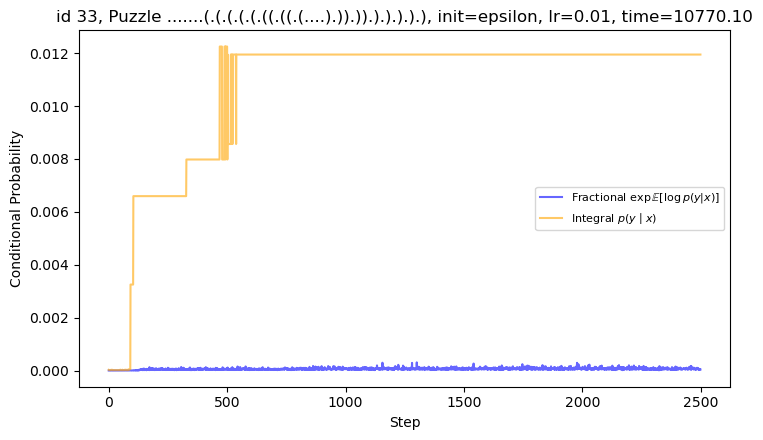 id 33, Puzzle .......(.(.(.(.(.((.((.(....).)).)).).).).).), init=epsilon, lr=0.01, time=10770.10
Conditional Probability
0.012
0.010
0.008
0.006
0.004
0.002
0.000
Fractional exp𝔼[log p(y|x)]
Integral p(y | x)
0
500
1000
1500
2000
2500
Step